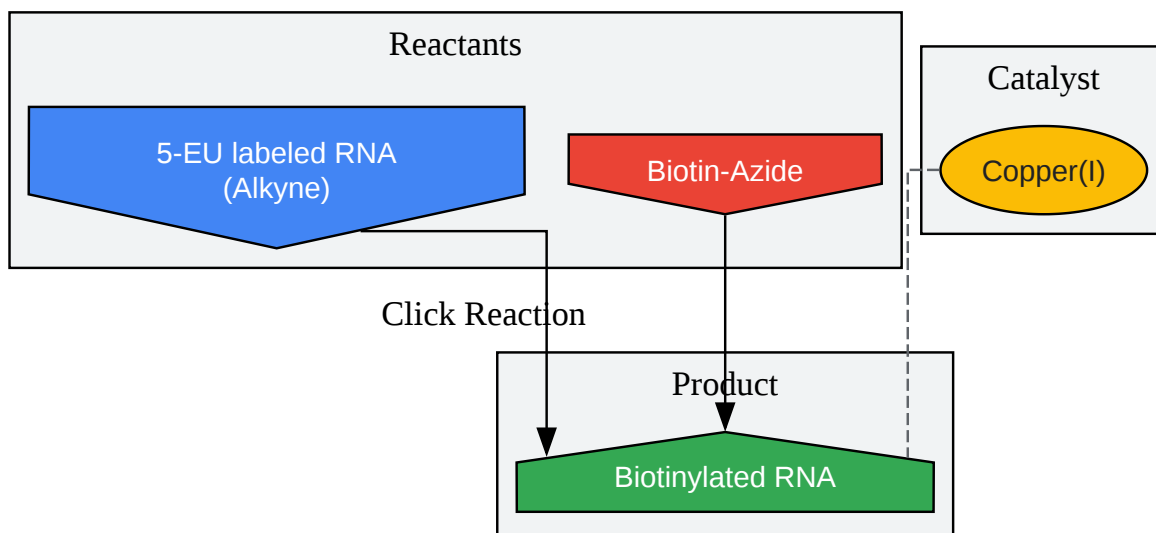 Reactants
Catalyst
5-EU labeled RNA
(Alkyne)
Biotin-Azide
Copper(I)
Click Reaction
Product
Biotinylated RNA